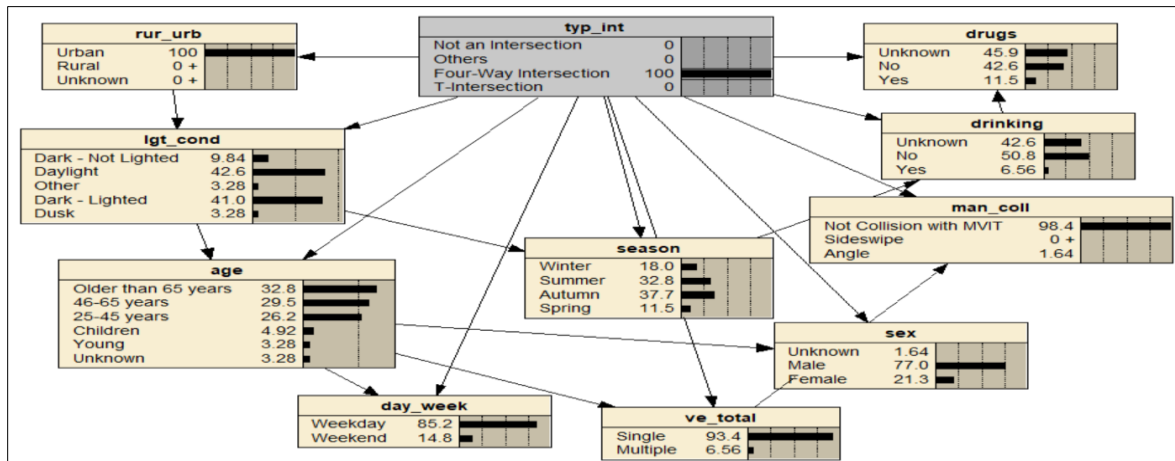 rur_urb
Urban 100
Rural 0 +
Unknown 0 +
typ_int
Not an Intersection 0
Others 0
Four-Way Intersection 100
T-Intersection 0
drugs
Unknown 45.9
No 42.6
Yes 11.5
lgt_cond
Dark - Not Lighted 9.84
Daylight 42.6
Other 3.28
Dark - Lighted 41.0
Dusk 3.28
drinking
Unknown 42.6
No 50.8
Yes 6.56
man_coll
Not Collision with MVIT 98.4
Sideswipe 0 +
Angle 1.64
age
Older than 65 years 32.8
46-65 years 29.5
25-45 years 26.2
Children 4.92
Young 3.28
Unknown 3.28
season
Winter 18.0
Summer 32.8
Autumn 37.7
Spring 11.5
sex
Unknown 1.64
Male 77.0
Female 21.3
day_week
Weekday 85.2
Weekend 14.8
ve_total
Single 93.4
Multiple 6.56